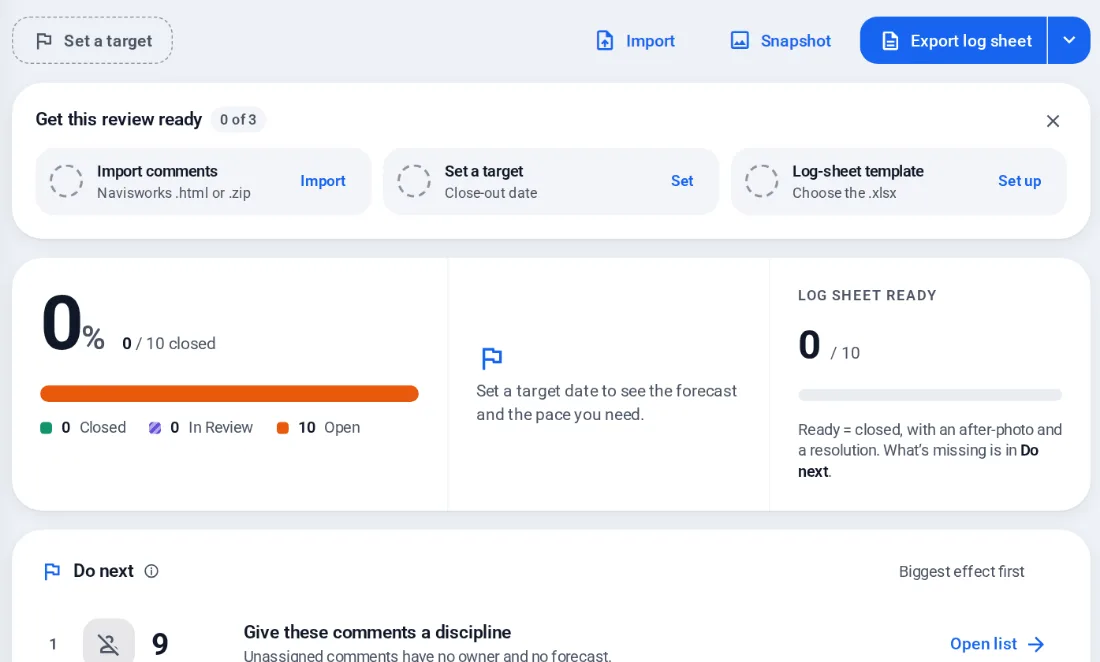 Set a target
Import
Snapshot
Export log sheet
Get this review ready
0 of 3
Import comments
Navisworks .html or .zip
Import
Set a target
Close-out date
Set
Log-sheet template
Choose the .xlsx
Set up
0%
0 / 10 closed
0 Closed
0 In Review
10 Open
Set a target date to see the forecast
and the pace you need.
LOG SHEET READY
0 / 10
Ready = closed, with an after-photo and
a resolution. What's missing is in Do
next.
Do next
Biggest effect first
1
9
Give these comments a discipline
Unassigned comments have no owner and no forecast.
Open list